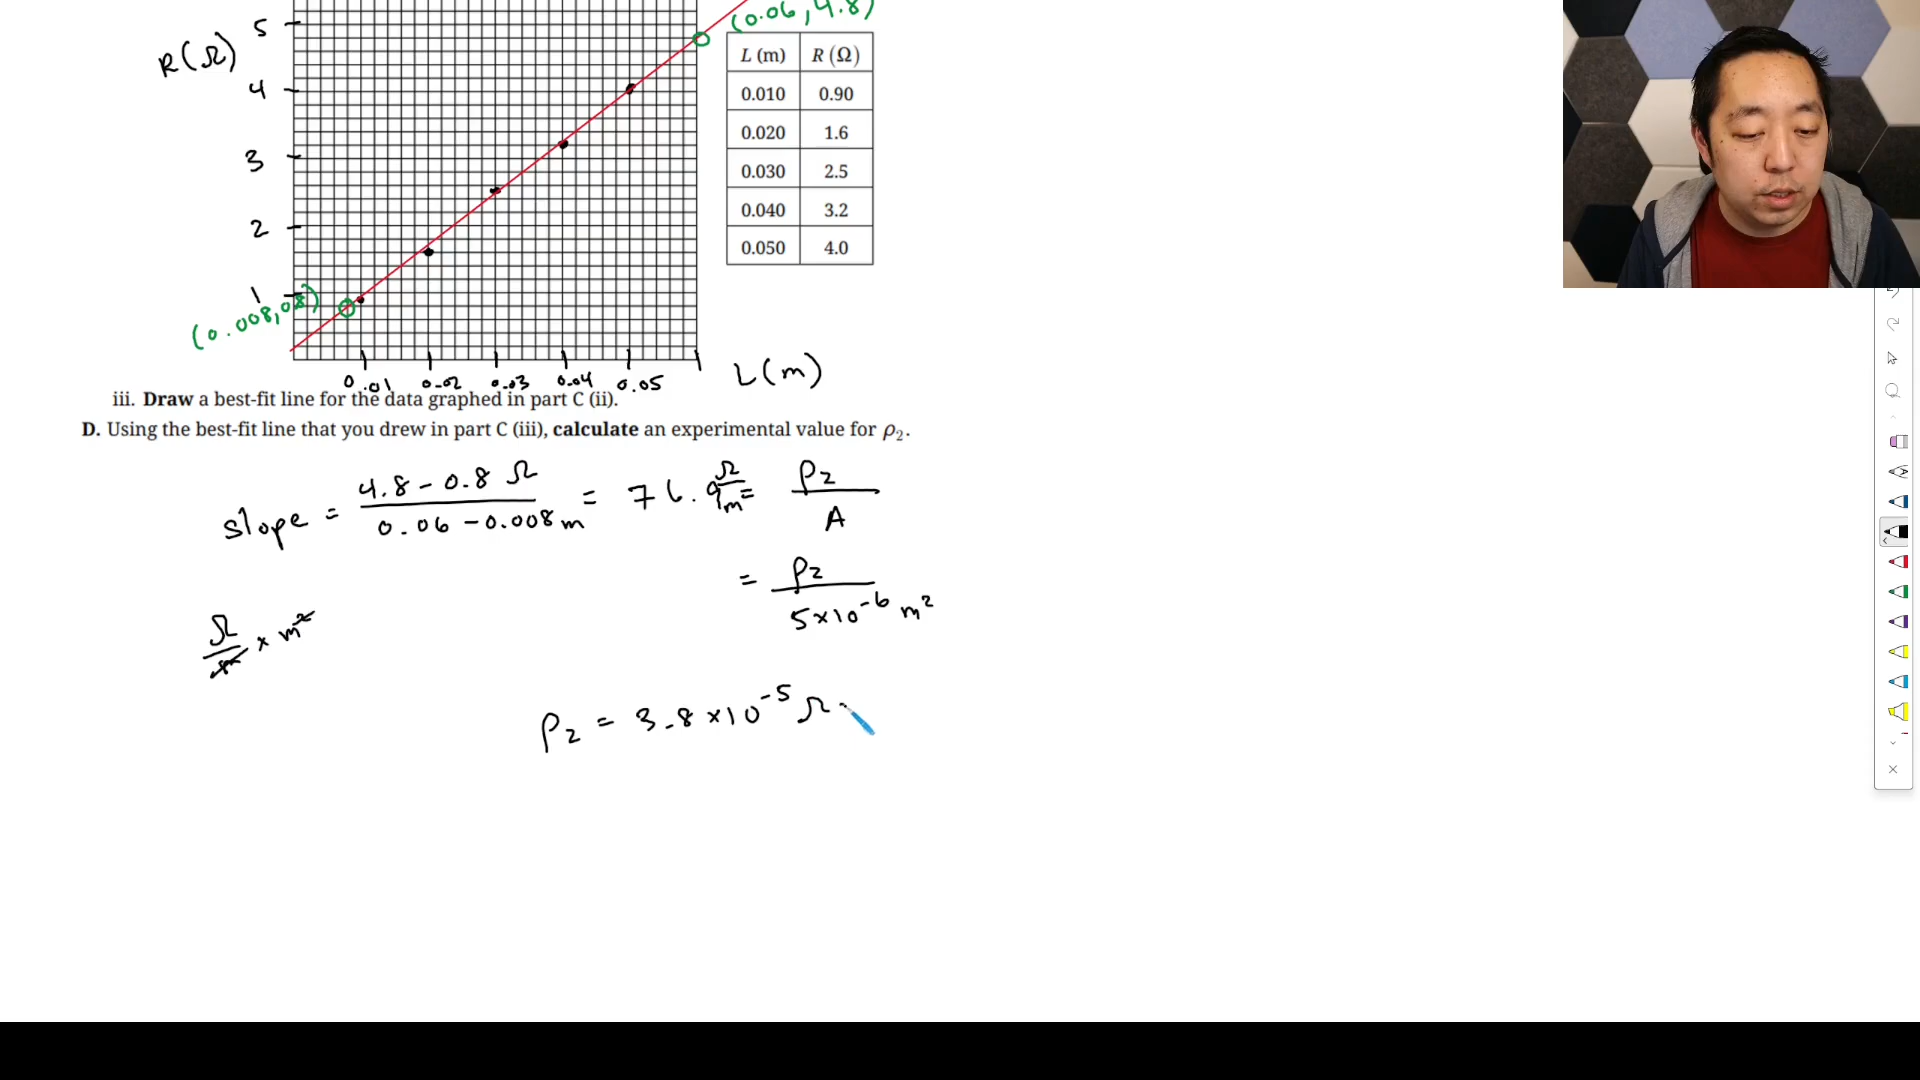 (0.06, 4.8)
5
R(Ω)
4
3
2
1
(0.008, 0.8)
L (m) R (Ω)
0.010 0.90
0.020 1.6
0.030 2.5
0.040 3.2
0.050 4.0
0.01 0.02 0.03 0.04 0.05
L(m)
iii. Draw a best-fit line for the data graphed in part C (ii).
D. Using the best-fit line that you drew in part C (iii), calculate an experimental value for ρ₂.
slope = 4.8 - 0.8 Ω / 0.06 - 0.008 m = 76.9 Ω/m = ρ₂ / A
= ρ₂ / 5×10⁻⁶ m²
Ω/m × m²
ρ₂ = 3.8 ×10⁻⁵ Ω ·